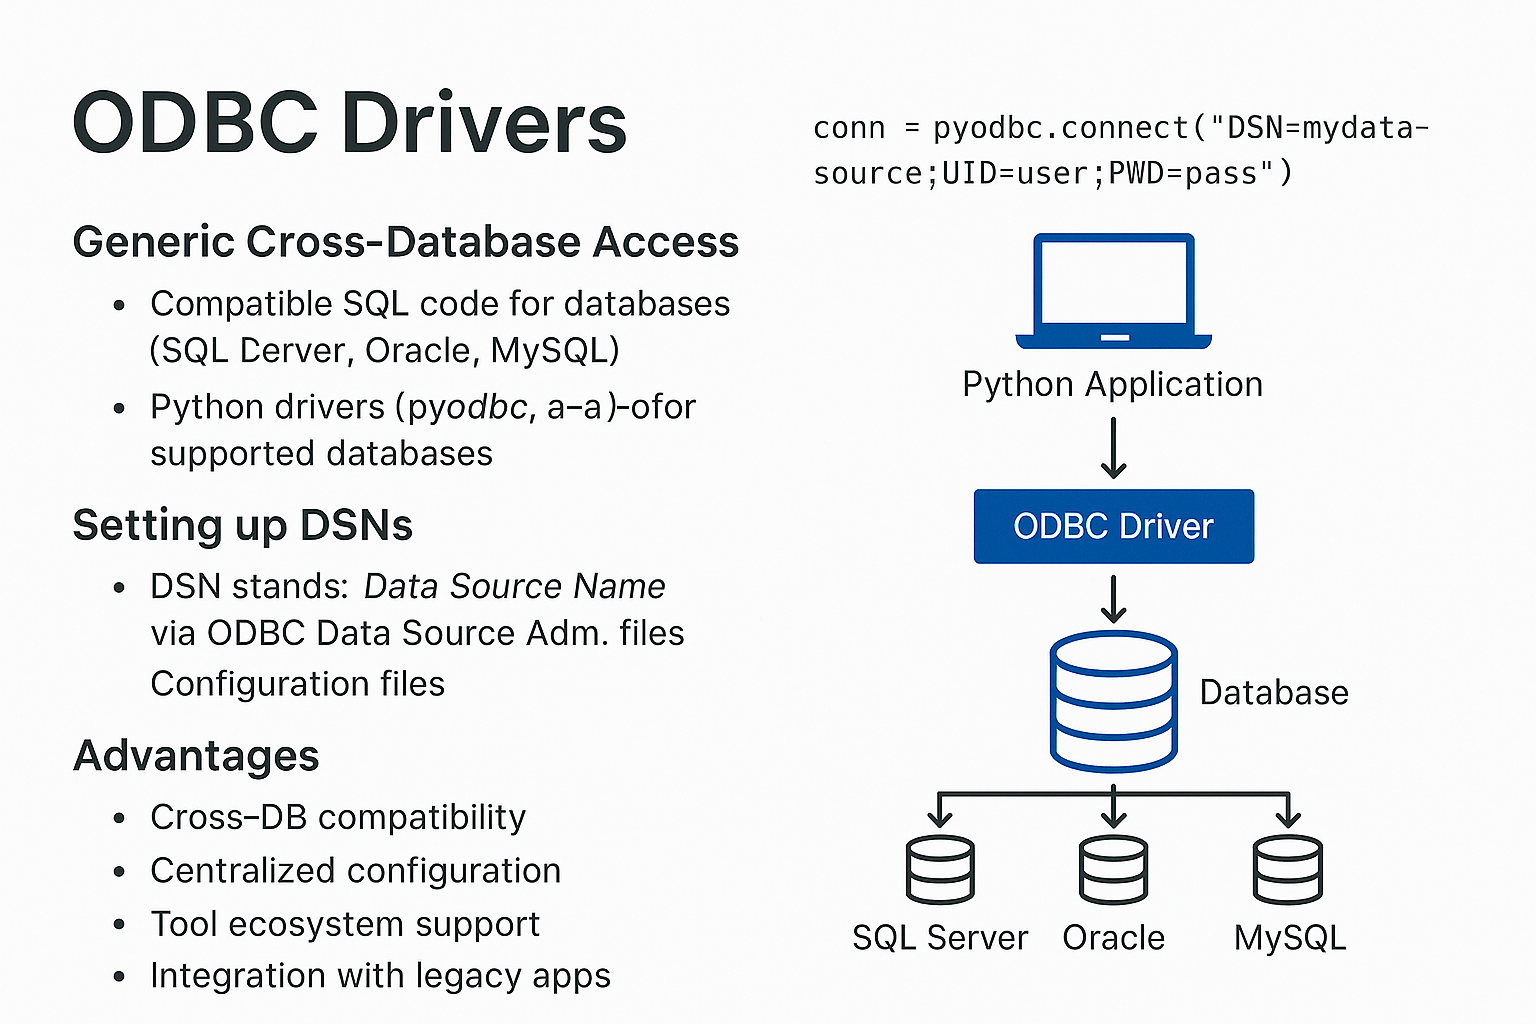 ODBC Drivers
Generic Cross-Database Access
• Compatible SQL code for databases
(SQL Derver, Oracle, MySQL)
• Python drivers (pyodbc, a–a)-ofor
supported databases
Setting up DSNs
• DSN stands: Data Source Name
via ODBC Data Source Adm. files
Configuration files
Advantages
• Cross–DB compatibility
• Centralized configuration
• Tool ecosystem support
• Integration with legacy apps
conn = pyodbc.connect("DSN=mydata-
source;UID=user;PWD=pass")
Python Application
ODBC Driver
Database
SQL Server Oracle MySQL